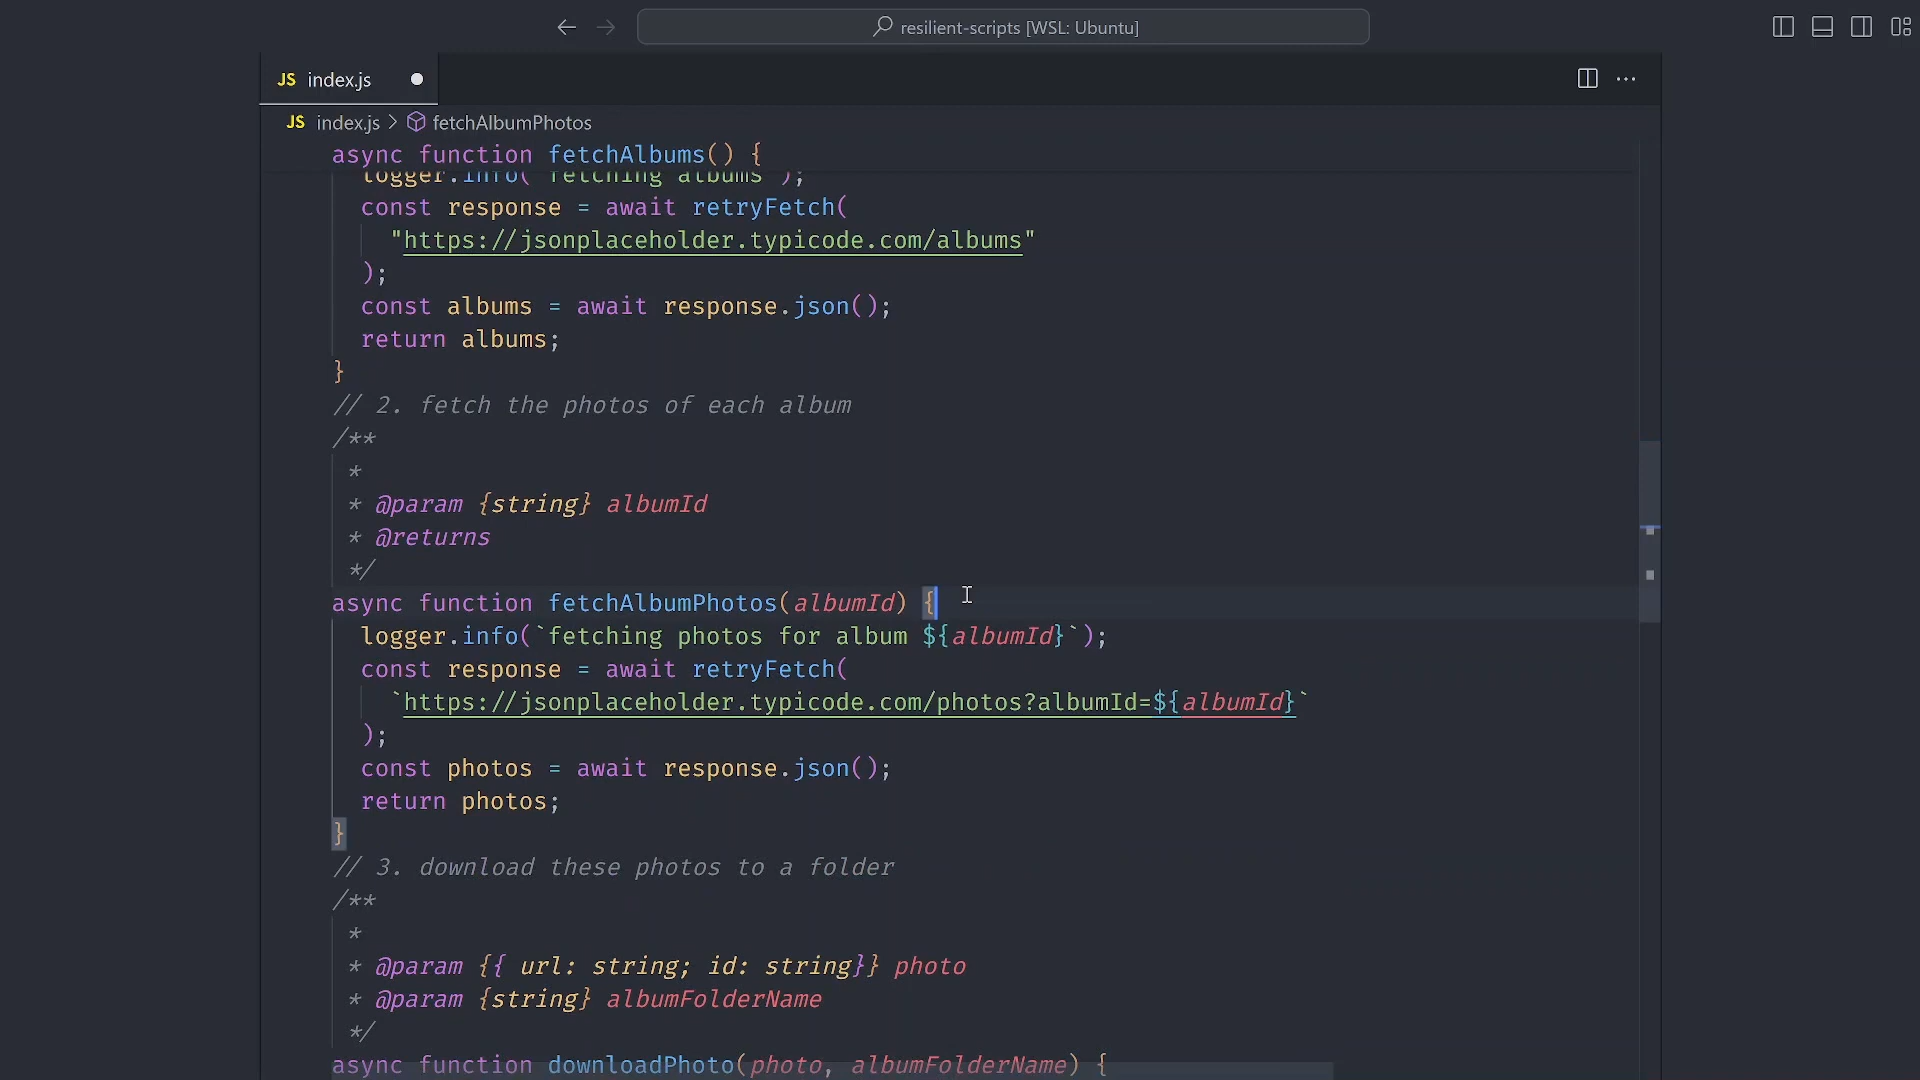 resilient-scripts [WSL: Ubuntu]
JS index.js
JS index.js > fetchAlbumPhotos
async function fetchAlbums() {
logger.info(`fetching albums`);
const response = await retryFetch(
"https://jsonplaceholder.typicode.com/albums"
);
const albums = await response.json();
return albums;
}
// 2. fetch the photos of each album
/**
*
* @param {string} albumId
* @returns
*/
async function fetchAlbumPhotos(albumId) {
logger.info(`fetching photos for album ${albumId}`);
const response = await retryFetch(
`https://jsonplaceholder.typicode.com/photos?albumId=${albumId}`
);
const photos = await response.json();
return photos;
}
// 3. download these photos to a folder
/**
*
* @param {{ url: string; id: string}} photo
* @param {string} albumFolderName
*/
async function downloadPhoto(photo, albumFolderName) {